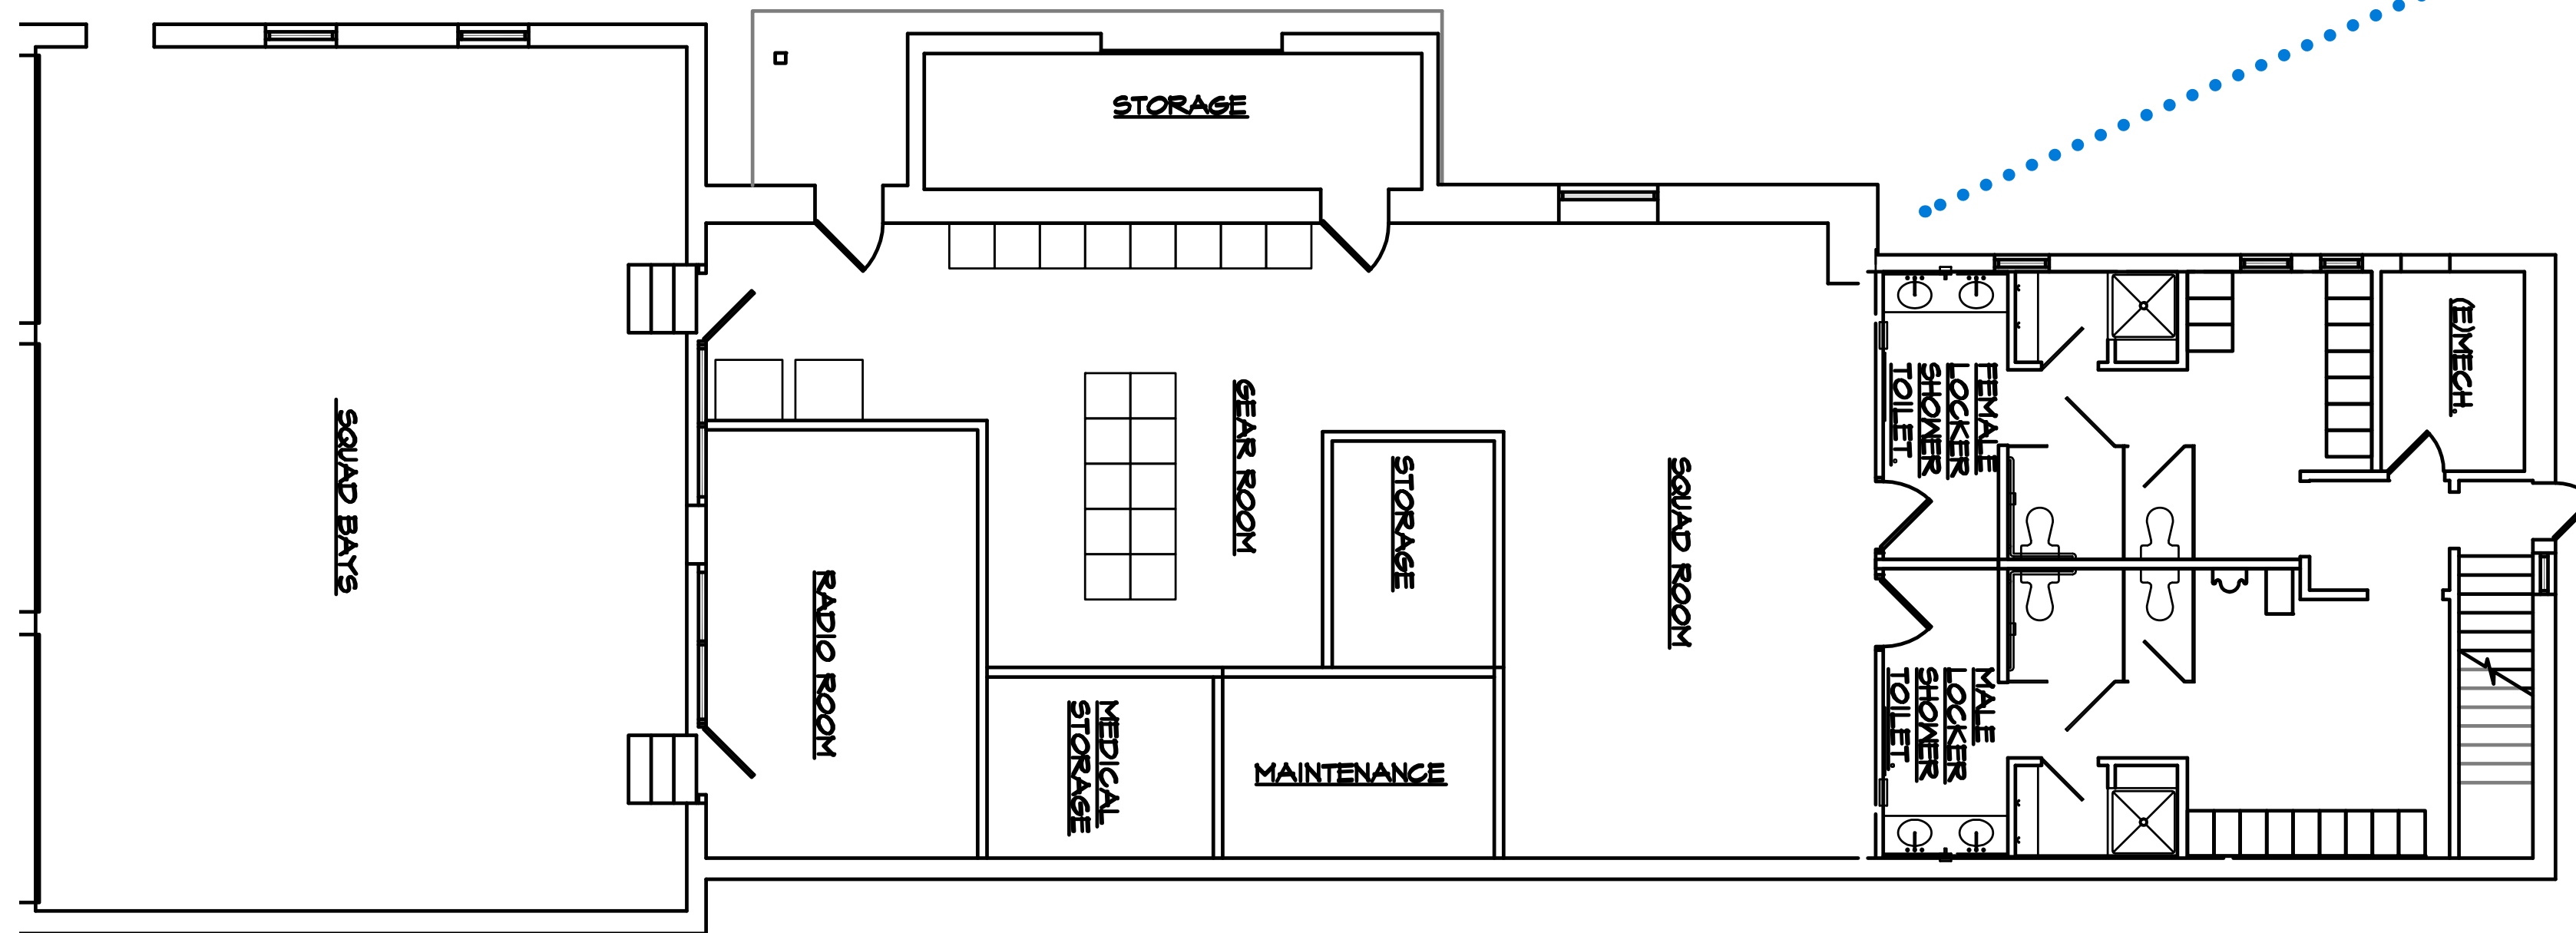 STORAGE
SQUAD BAYS
RADIO ROOM
GEAR ROOM
STORAGE
SQUAD ROOM
MEDICAL
STORAGE
MAINTENANCE
FEMALE
LOCKER
SHOWER
TOILET.
MALE
LOCKER
SHOWER
TOILET.
(E)MECH.